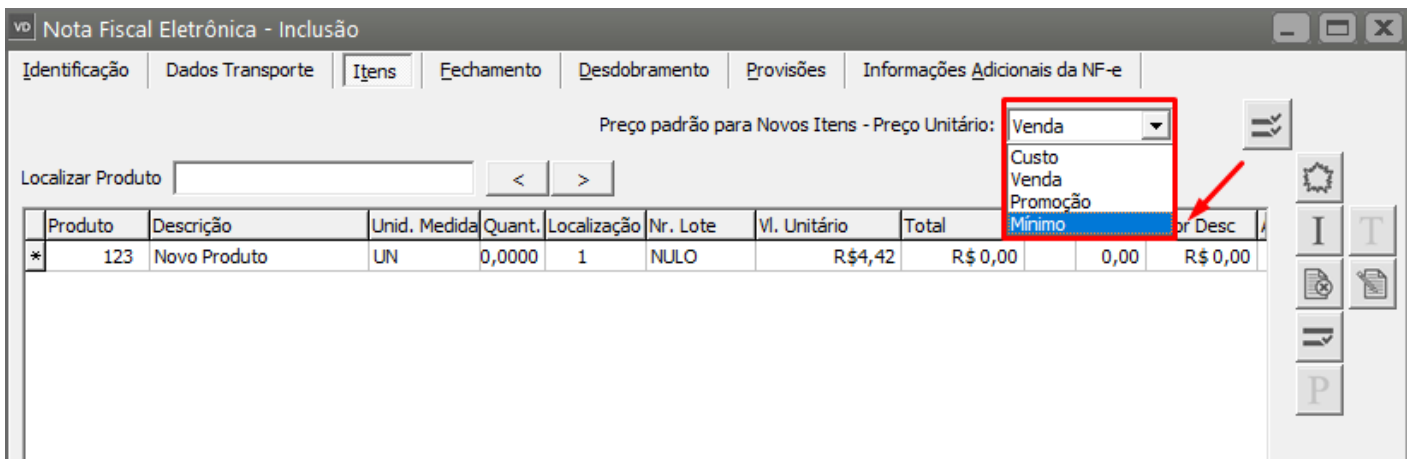 VD Nota Fiscal Eletrônica - Inclusão
Identificação Dados Transporte Itens Fechamento Desdobramento Provisões Informações Adicionais da NF-e
Preço padrão para Novos Itens - Preço Unitário: Venda
Custo
Venda
Promoção
Mínimo
Localizar Produto < >
Produto Descrição Unid. Medida Quant. Localização Nr. Lote Vl. Unitário Total or Desc
* 123 Novo Produto UN 0,0000 1 NULO R$4,42 R$ 0,00 0,00 R$ 0,00
I T
P